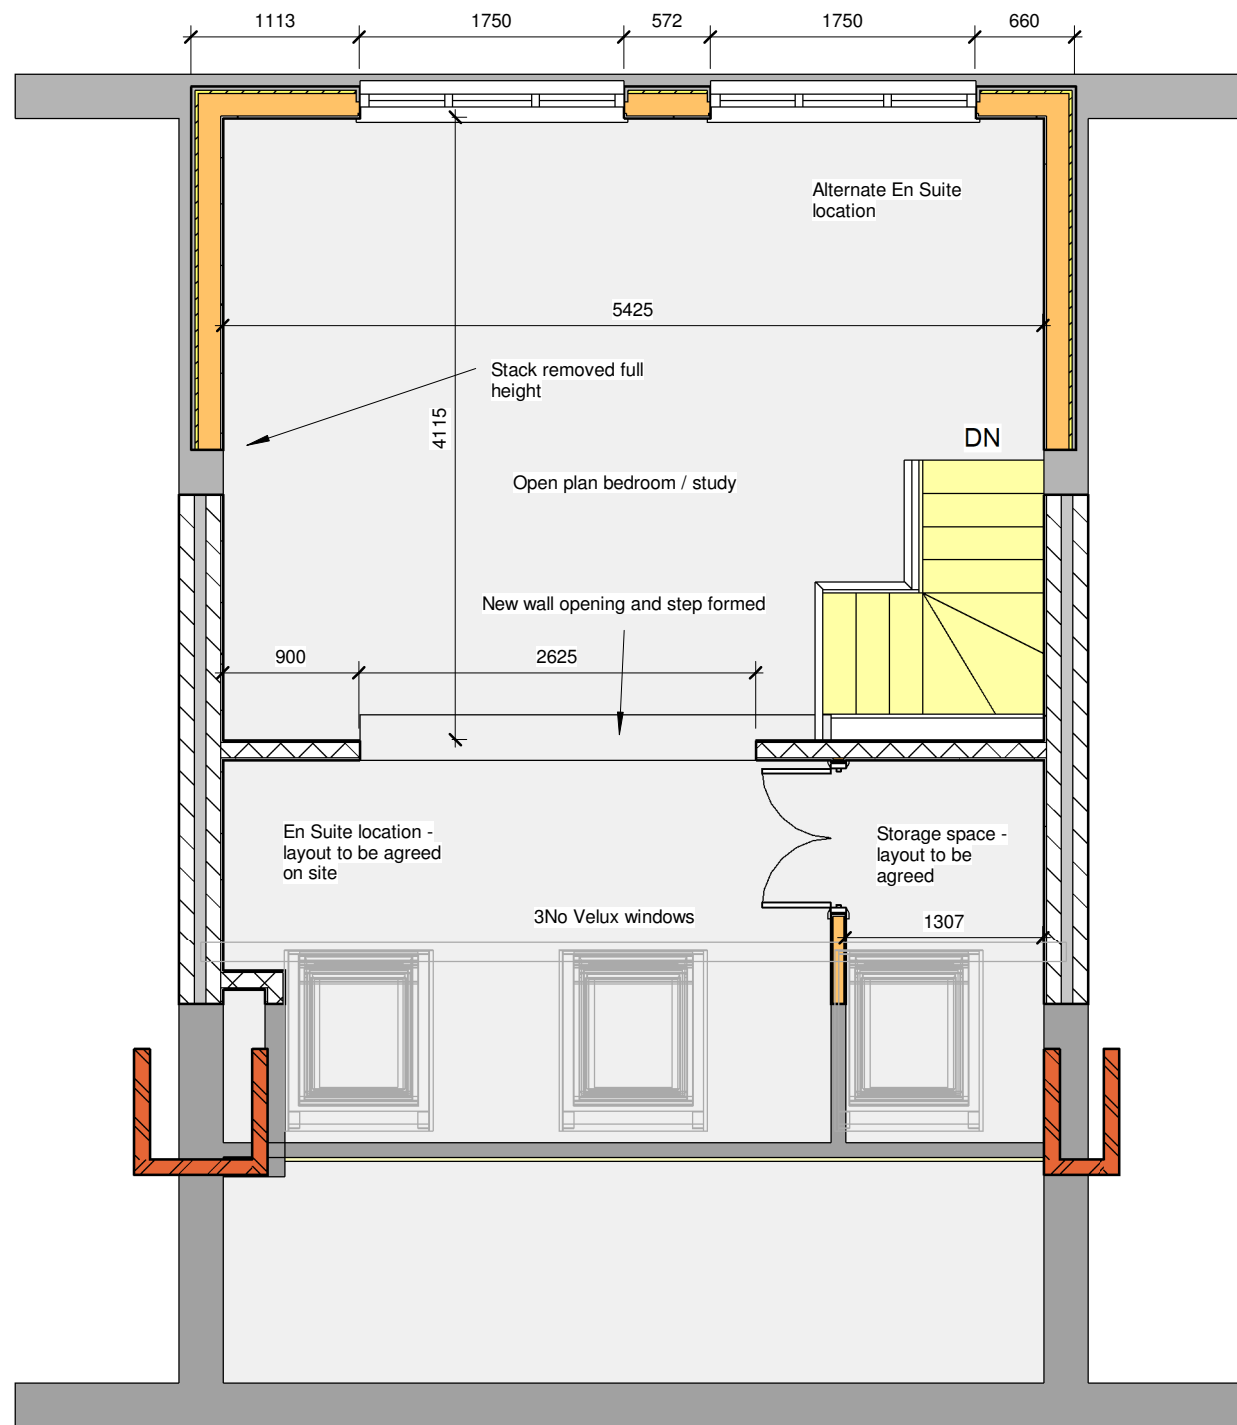 1113
1750
572
1750
660
Alternate En Suite
location
5425
Stack removed full
height
4115
DN
Open plan bedroom / study
New wall opening and step formed
900
2625
En Suite location -
layout to be agreed
on site
Storage space -
layout to be
agreed
3No Velux windows
1307